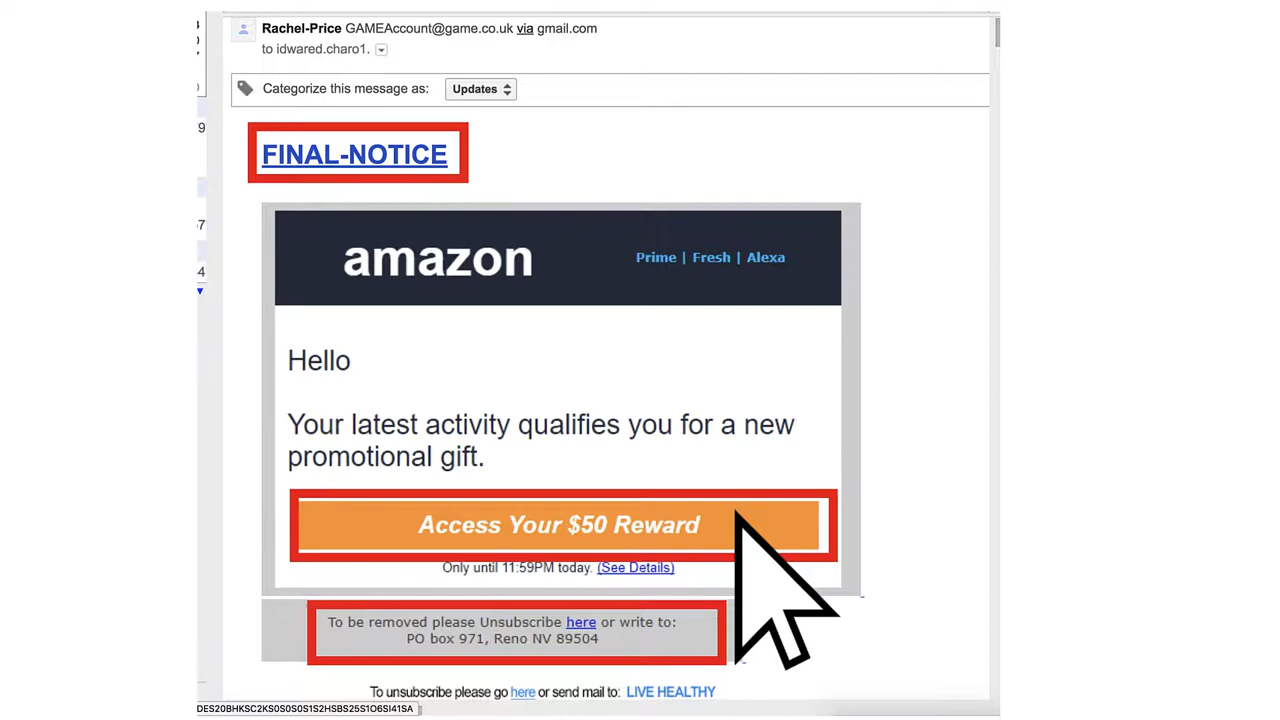 Rachel-Price GAMEAccount@game.co.uk via gmail.com
to idwared.charo1.
Categorize this message as: Updates
FINAL-NOTICE
amazon
Prime | Fresh | Alexa
Hello
Your latest activity qualifies you for a new
promotional gift.
Access Your $50 Reward
Only until 11:59PM today. (See Details)
To be removed please Unsubscribe here or write to:
PO box 971, Reno NV 89504
To unsubscribe please go here or send mail to: LIVE HEALTHY
DES20BHKSC2KS0S0S0S1S2HSBS25S1O6SI41SA